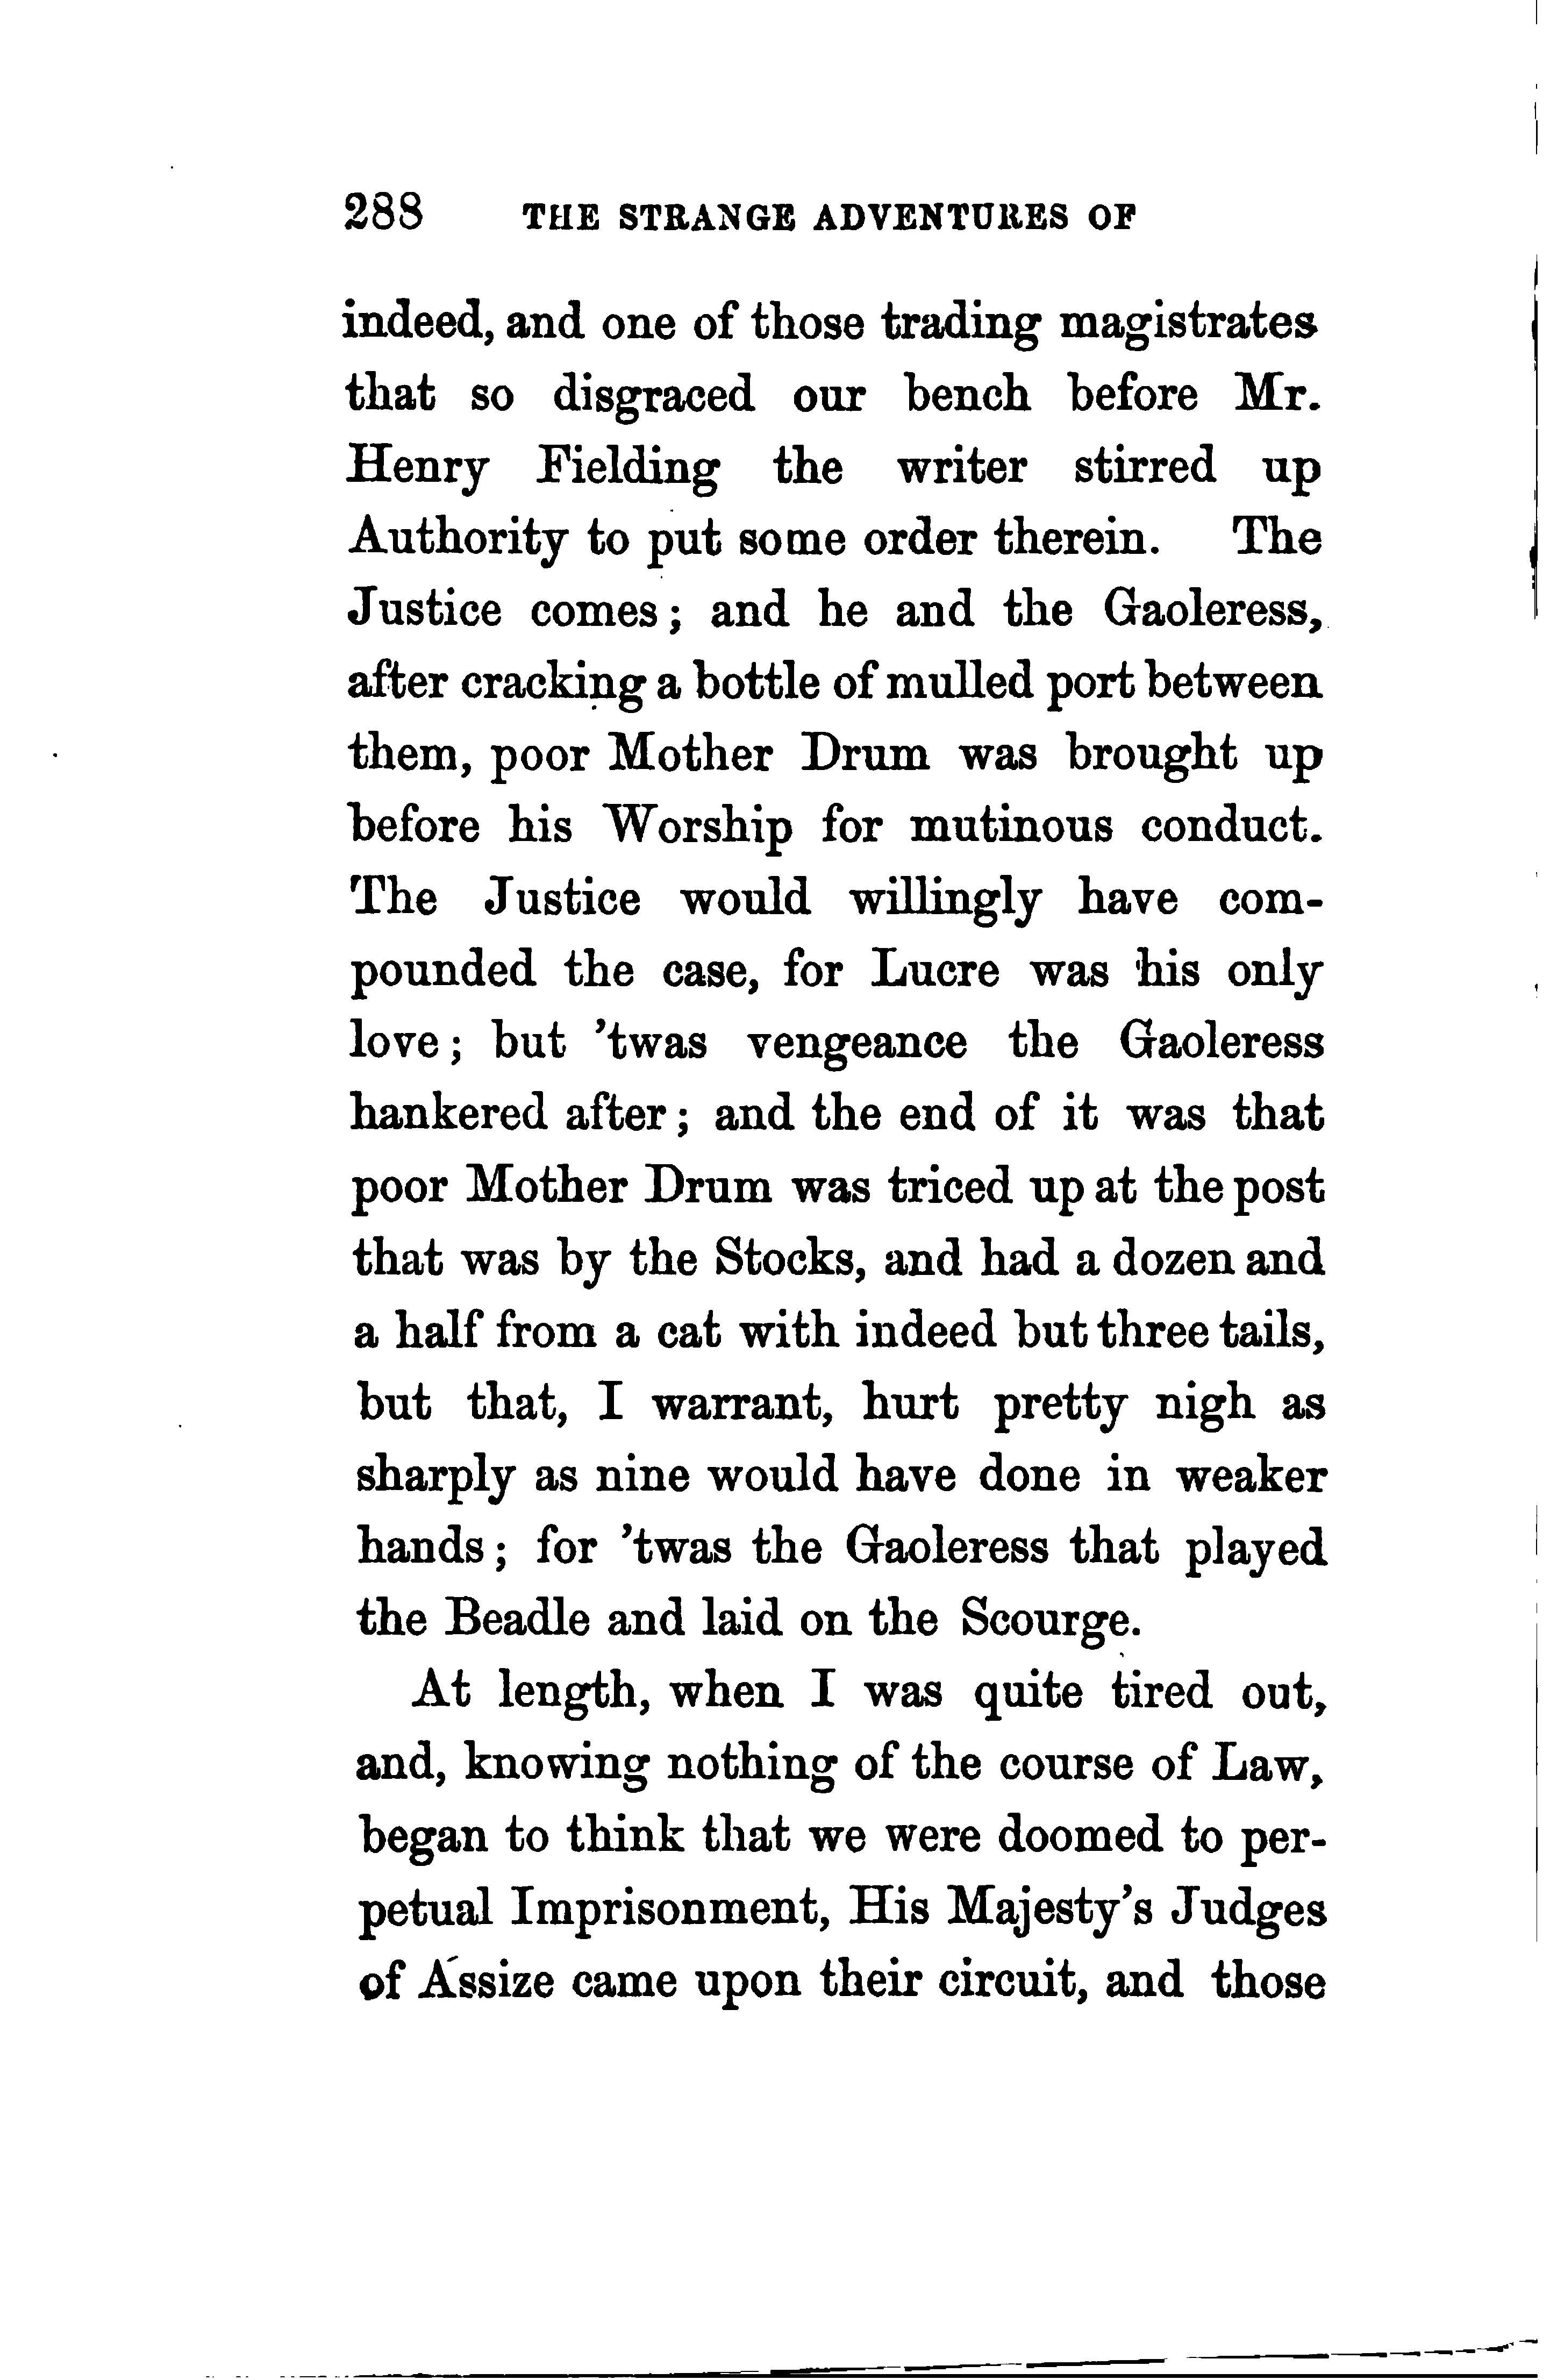 288 THE STRANGE ADVENTURES OF
indeed, and one of those trading magistrates
that so disgraced our bench before Mr.
Henry Fielding the writer stirred up
Authority to put some order therein. The
Justice comes; and he and the Gaoleress,
after cracking a bottle of mulled port between
them, poor Mother Drum was brought up
before his Worship for mutinous conduct.
The Justice would willingly have com-
pounded the case, for Lucre was his only
love; but ’twas vengeance the Gaoleress
hankered after; and the end of it was that
poor Mother Drum was triced up at the post
that was by the Stocks, and had a dozen and
a half from a cat with indeed but three tails,
but that, I warrant, hurt pretty nigh as
sharply as nine would have done in weaker
hands; for ’twas the Gaoleress that played
the Beadle and laid on the Scourge.
At length, when I was quite tired out,
and, knowing nothing of the course of Law,
began to think that we were doomed to per-
petual Imprisonment, His Majesty’s Judges
of Assize came upon their circuit, and those